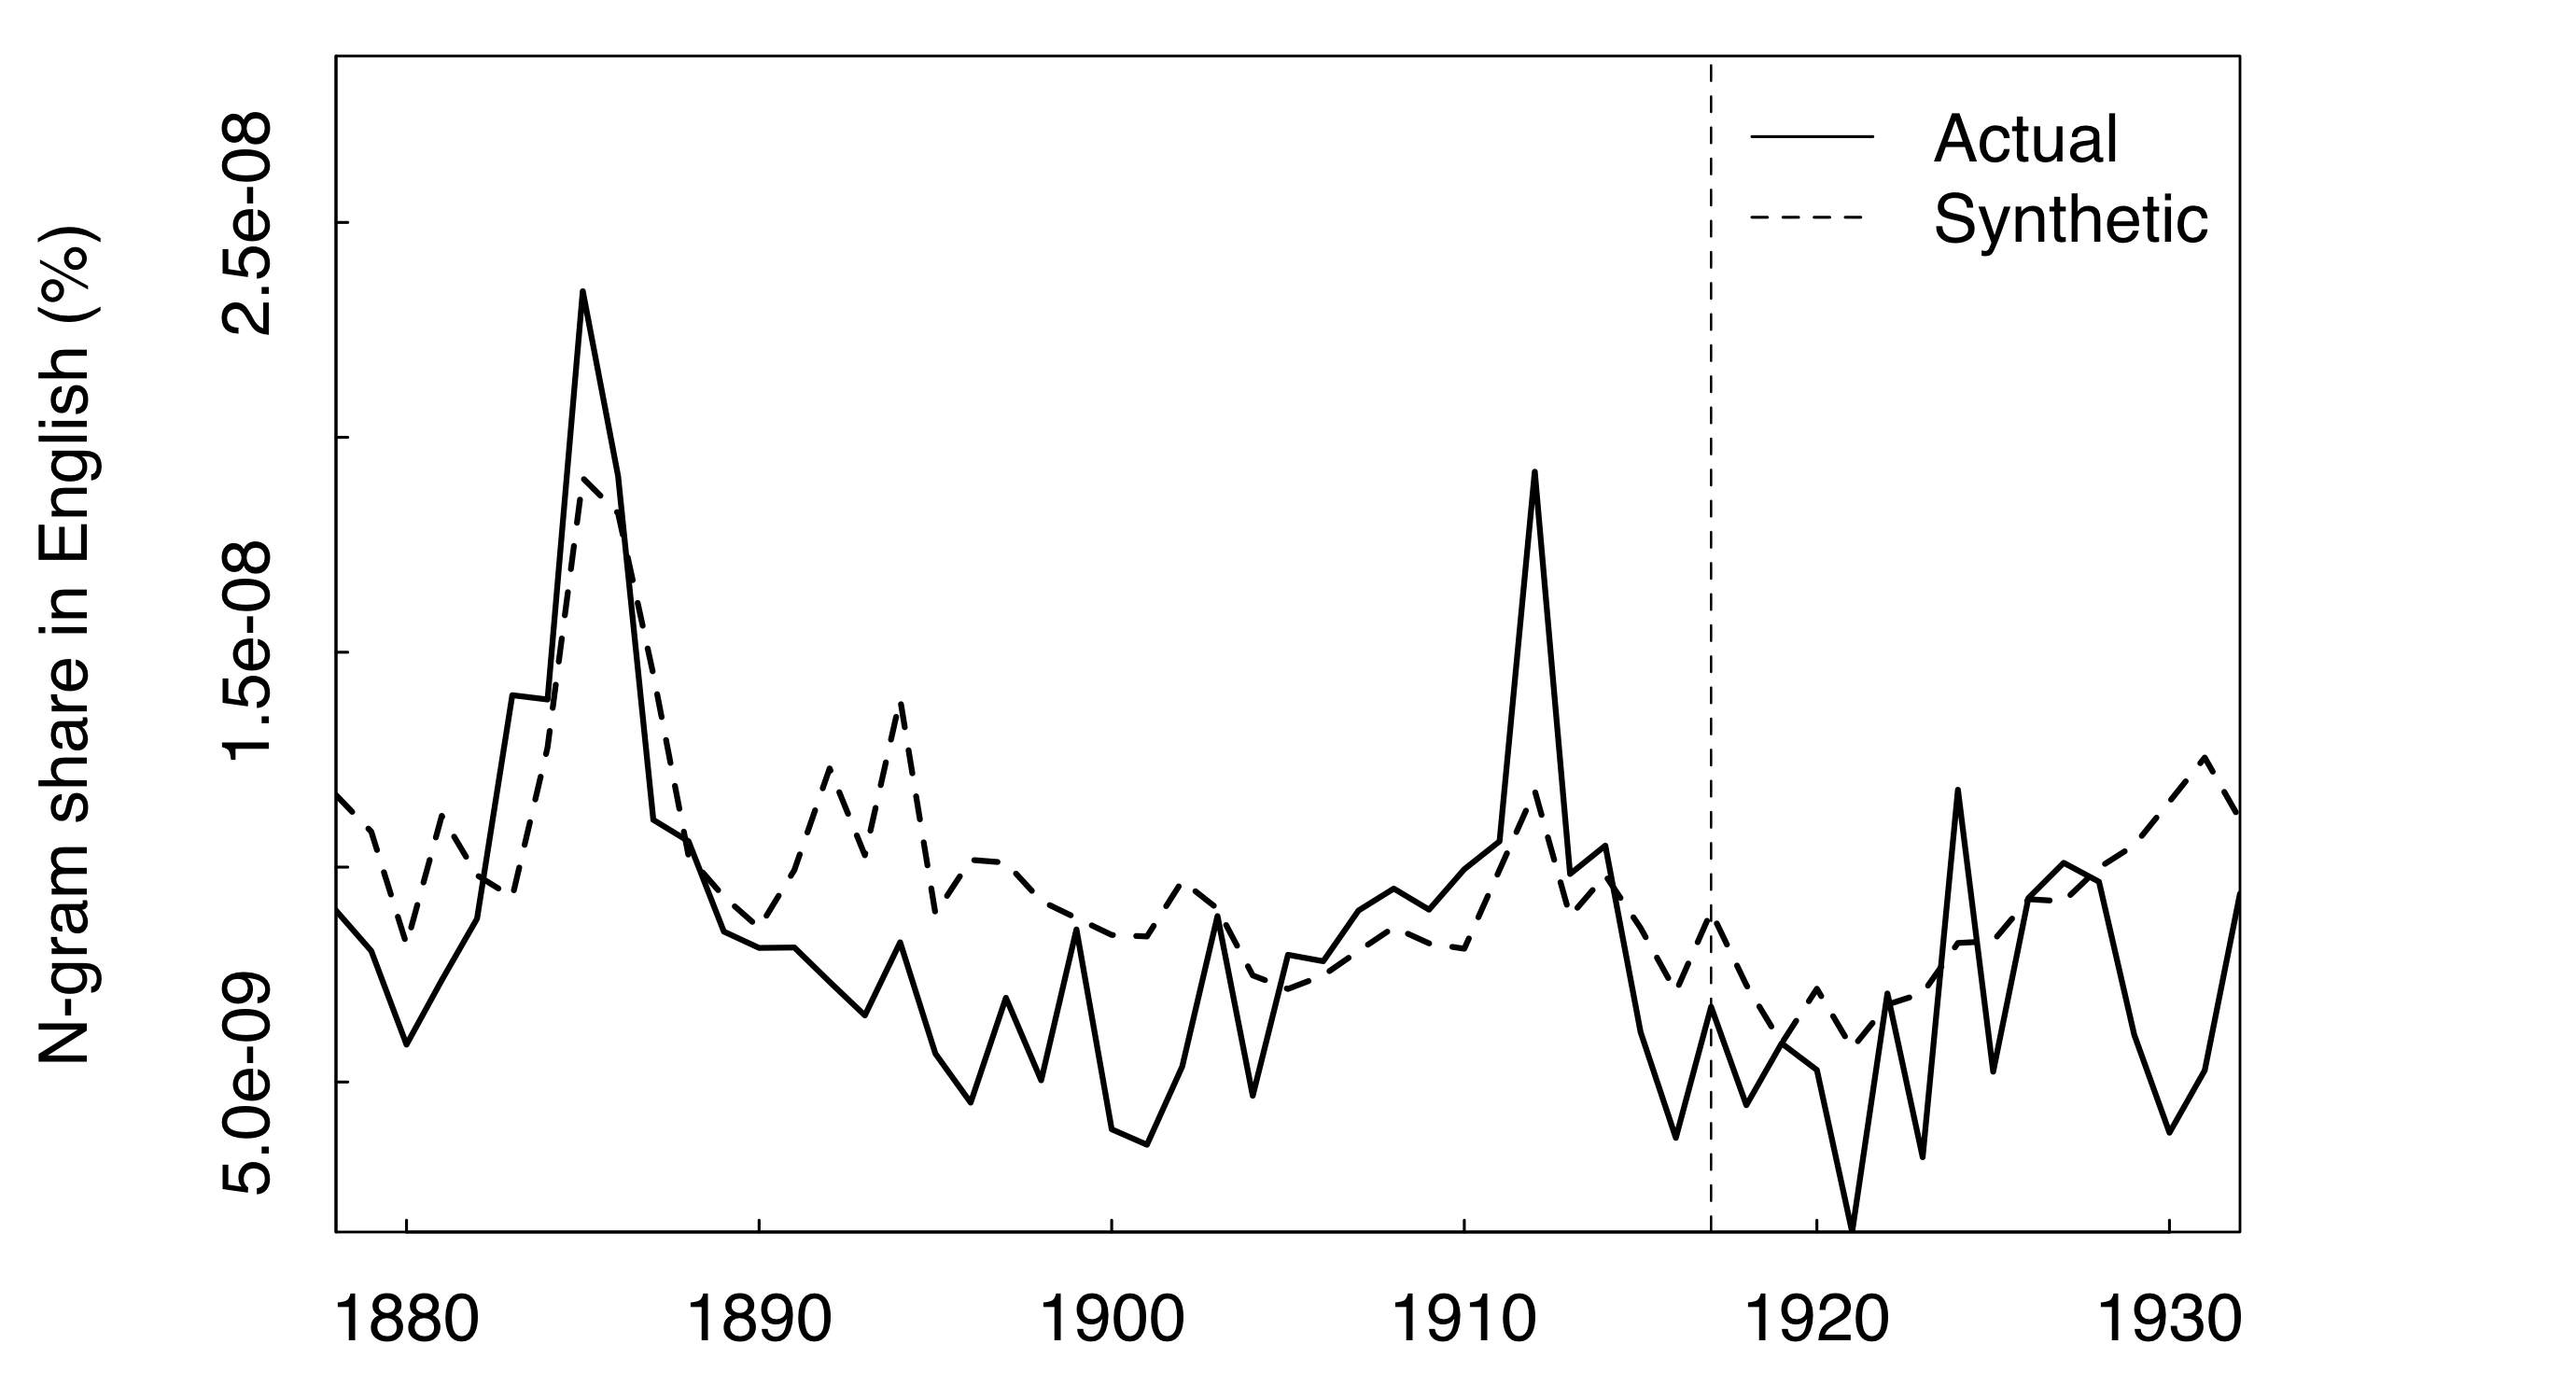 N-gram share in English (%)
2.5e-08
1.5e-08
5.0e-09
Actual
Synthetic
1880 1890 1900 1910 1920 1930